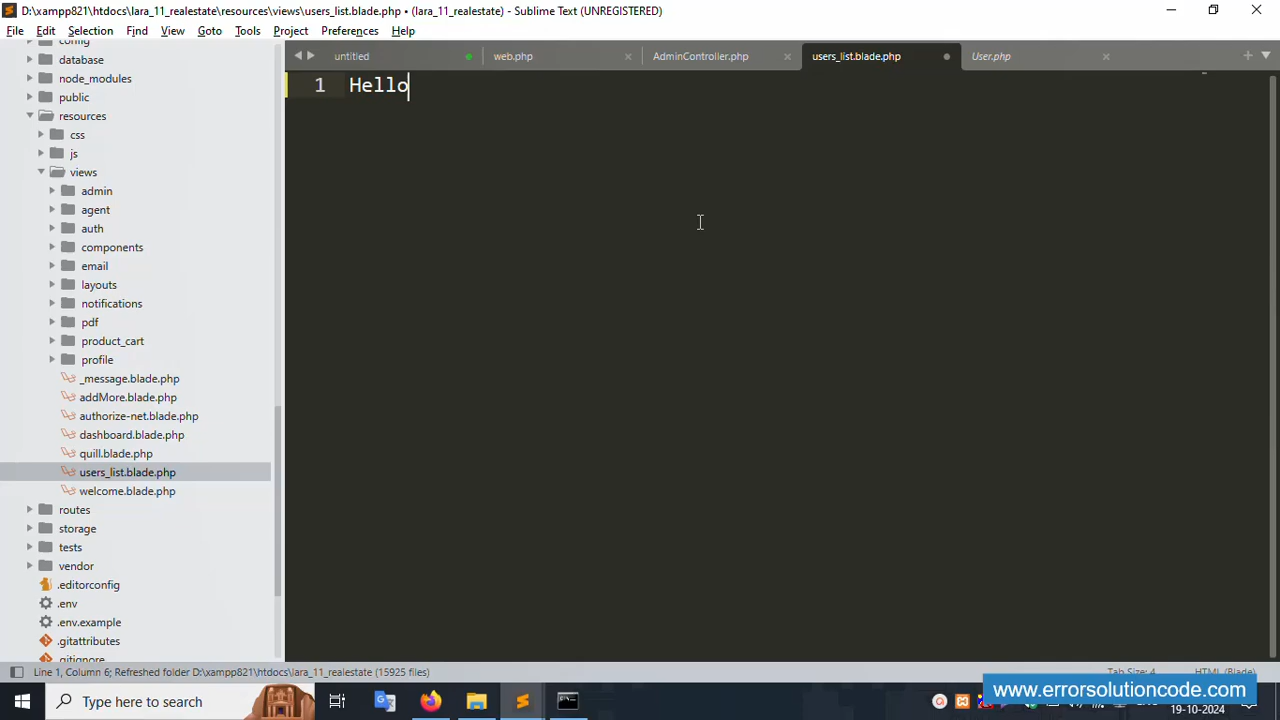 D:\xampp821\htdocs\lara_11_realestate\resources\views\users_list.blade.php • (lara_11_realestate) - Sublime Text (UNREGISTERED)
File Edit Selection Find View Goto Tools Project Preferences Help
untitled web.php AdminController.php users_list.blade.php User.php
config
database
node_modules
public
resources
css
js
views
admin
agent
auth
components
email
layouts
notifications
pdf
product_cart
profile
_message.blade.php
addMore.blade.php
authorize-net.blade.php
dashboard.blade.php
quill.blade.php
users_list.blade.php
welcome.blade.php
routes
storage
tests
vendor
.editorconfig
.env
.env.example
.gitattributes
.gitignore
1 Hello
Line 1, Column 6; Refreshed folder D:\xampp821\htdocs\lara_11_realestate (15925 files) Tab Size: 4 HTML (Blade)
Type here to search
www.errorsolutioncode.com
19-10-2024